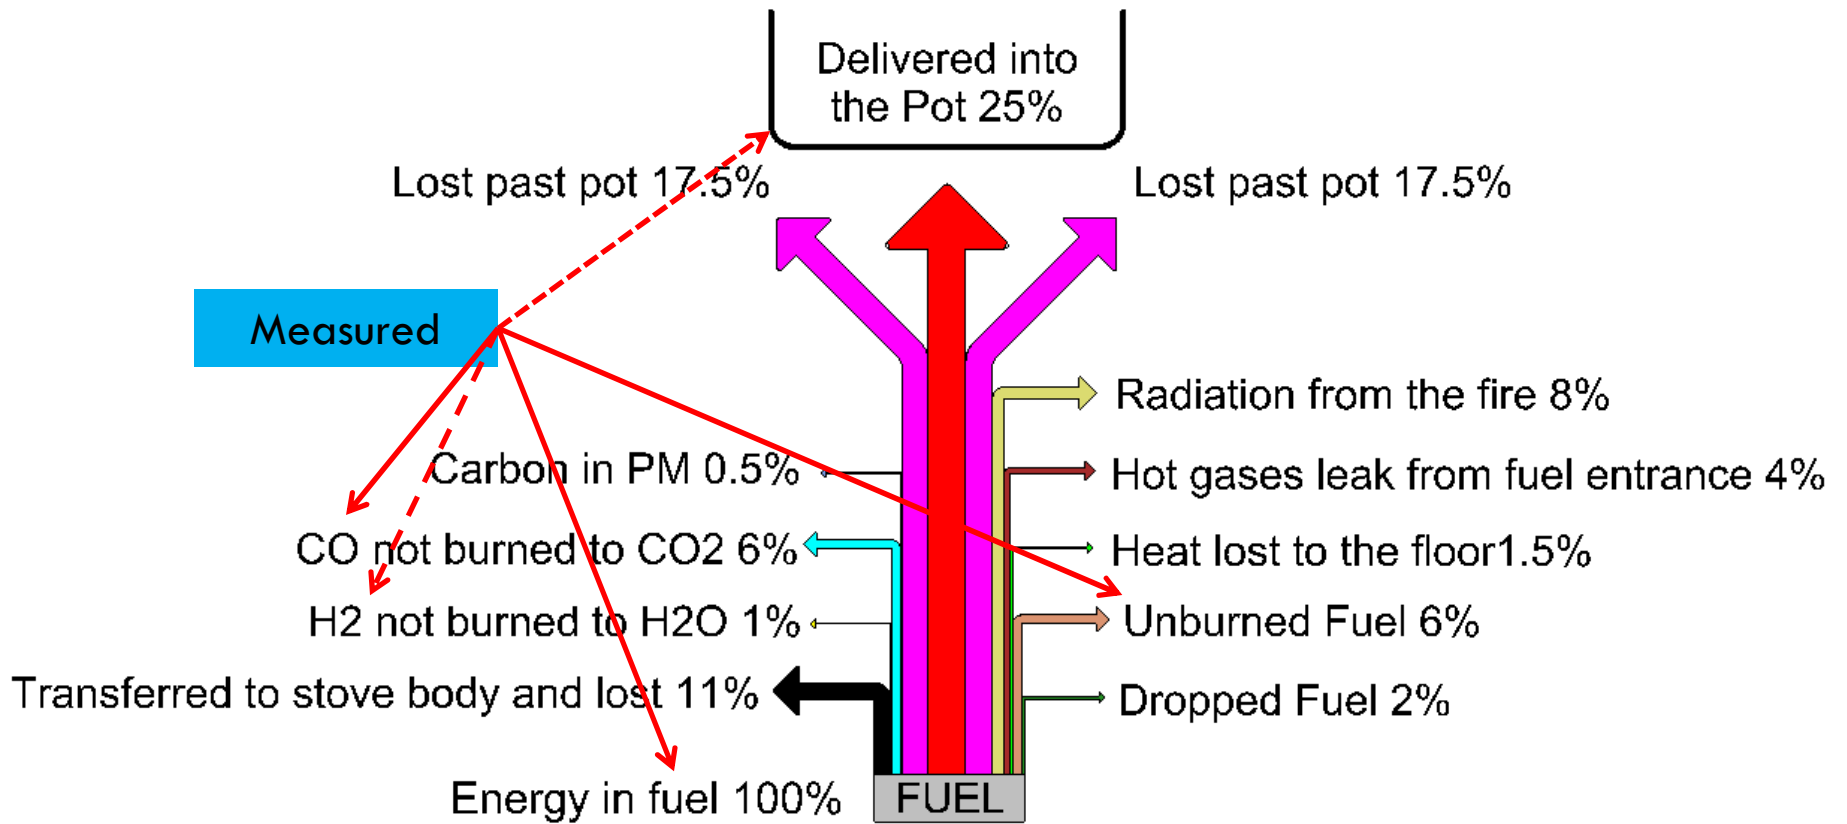 Delivered into
the Pot 25%
Lost past pot 17.5%
Lost past pot 17.5%
Measured
Radiation from the fire 8%
Carbon in PM 0.5%
Hot gases leak from fuel entrance 4%
CO not burned to CO2 6%
Heat lost to the floor1.5%
H2 not burned to H2O 1%
Unburned Fuel 6%
Transferred to stove body and lost 11%
Dropped Fuel 2%
Energy in fuel 100%
FUEL